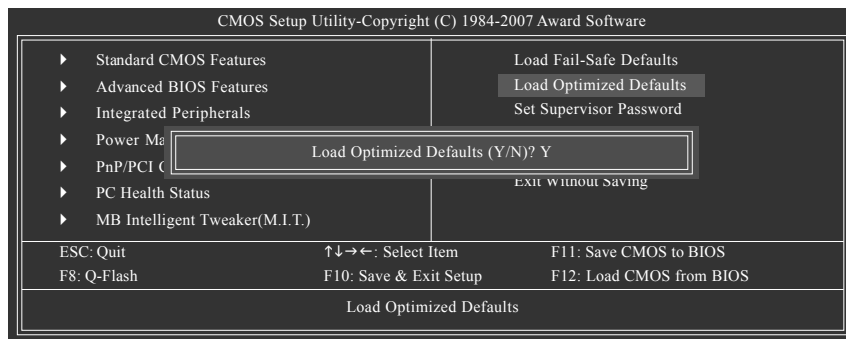 CMOS Setup Utility-Copyright (C) 1984-2007 Award Software
Standard CMOS Features
Advanced BIOS Features
Integrated Peripherals
Power
PnP/PCI
PC Health Status
MB Intelligent Tweaker(M.I.T.)
Load Fail-Safe Defaults
Load Optimized Defaults
Set Supervisor Password
Exit Without Saving
Load Optimized Defaults (Y/N)? Y
ESC: Quit
↑↓→←: Select Item
F11: Save CMOS to BIOS
F8: Q-Flash
F10: Save & Exit Setup
F12: Load CMOS from BIOS
Load Optimized Defaults